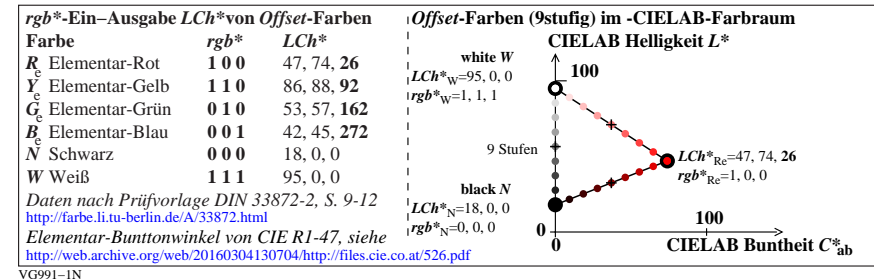 rgb*-Ein–Ausgabe LCh*von Offset-Farben
Farbe rgb* LCh*
Re Elementar-Rot 1 0 0 47, 74, 26
Ye Elementar-Gelb 1 1 0 86, 88, 92
Ge Elementar-Grün 0 1 0 53, 57, 162
Be Elementar-Blau 0 0 1 42, 45, 272
N Schwarz 0 0 0 18, 0, 0
W Weiß 1 1 1 95, 0, 0
Daten nach Prüfvorlage DIN 33872-2, S. 9-12
http://farbe.li.tu-berlin.de/A/33872.html
Elementar-Bunttonwinkel von CIE R1-47, siehe
http://web.archive.org/web/20160304130704/http://files.cie.co.at/526.pdf
Offset-Farben (9stufig) im -CIELAB-Farbraum
CIELAB Helligkeit L*
white W
LCh*W=95, 0, 0
rgb*W=1, 1, 1
100
9 Stufen
LCh*Re=47, 74, 26
rgb*Re=1, 0, 0
black N
LCh*N=18, 0, 0
rgb*N=0, 0, 0
0
0
100
CIELAB Buntheit C*ab
VG991–1N